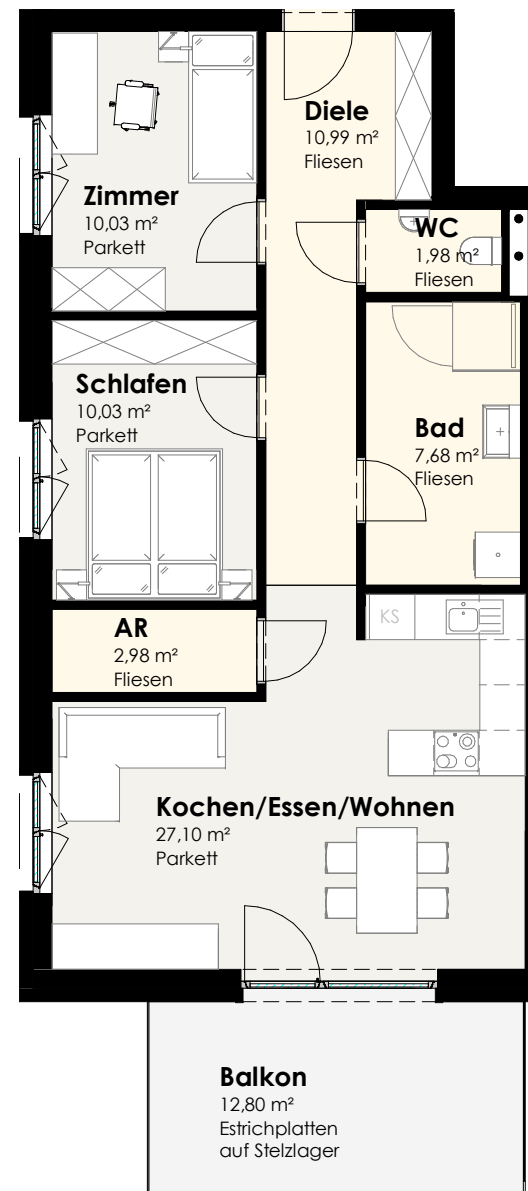 Diele
10,99 m²
Fliesen
Zimmer
10,03 m²
Parkett
WC
1,98 m²
Fliesen
Schlafen
10,03 m²
Parkett
Bad
7,68 m²
Fliesen
AR
2,98 m²
Fliesen
KS
Kochen/Essen/Wohnen
27,10 m²
Parkett
Balkon
12,80 m²
Estrichplatten
auf Stelzlager